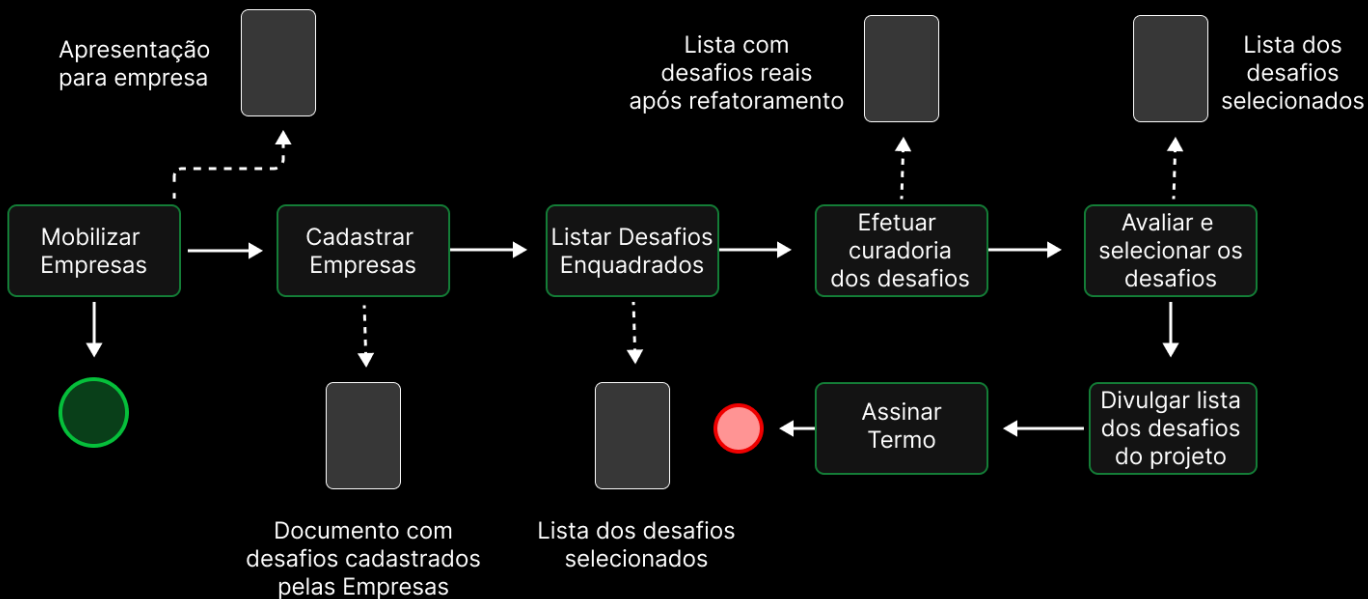 Apresentação
para empresa
Lista com
desafios reais
após refatoramento
Lista dos
desafios
selecionados
Mobilizar
Empresas
Cadastrar
Empresas
Listar Desafios
Enquadrados
Efetuar
curadoria
dos desafios
Avaliar e
selecionar os
desafios
Assinar
Termo
Divulgar lista
dos desafios
do projeto
Documento com
desafios cadastrados
pelas Empresas
Lista dos desafios
selecionados